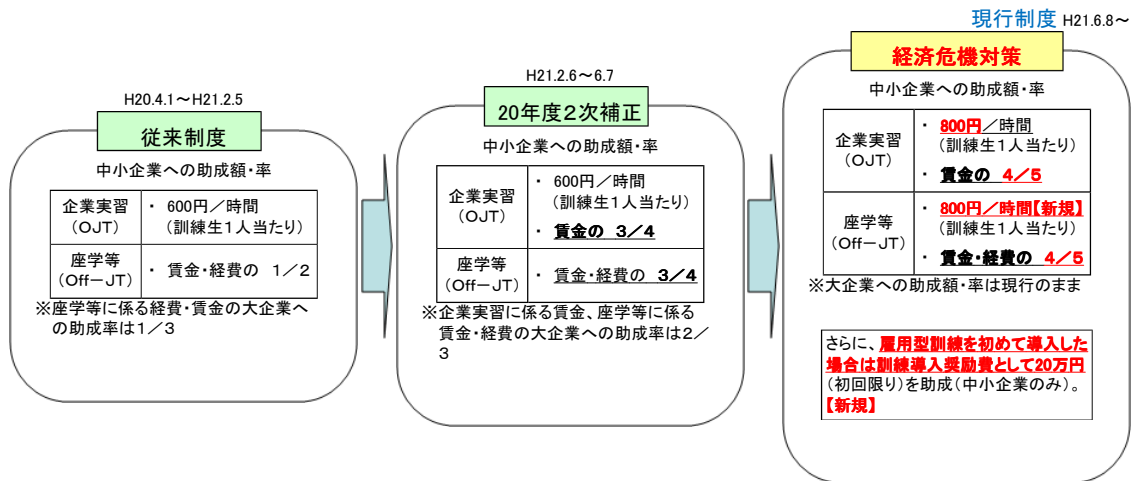 現行制度 H21.6.8～
H20.4.1～H21.2.5
従来制度
中小企業への助成額・率
企業実習
(OJT)
・ 600円／時間
(訓練生1人当たり)
座学等
(Off－JT)
・ 賃金・経費の 1／2
※座学等に係る経費・賃金の大企業へ
の助成率は1／3
H21.2.6～6.7
20年度2次補正
中小企業への助成額・率
企業実習
(OJT)
・ 600円／時間
(訓練生1人当たり)
・ 賃金の 3／4
座学等
(Off－JT)
・ 賃金・経費の 3／4
※企業実習に係る賃金、座学等に係る
賃金・経費の大企業への助成率は2／
3
経済危機対策
中小企業への助成額・率
企業実習
(OJT)
・ 800円／時間
(訓練生1人当たり)
・ 賃金の 4／5
座学等
(Off－JT)
・ 800円／時間【新規】
(訓練生1人当たり)
・ 賃金・経費の 4／5
※大企業への助成額・率は現行のまま
さらに、雇用型訓練を初めて導入した
場合は訓練導入奨励費として20万円
(初回限り)を助成(中小企業のみ)。
【新規】